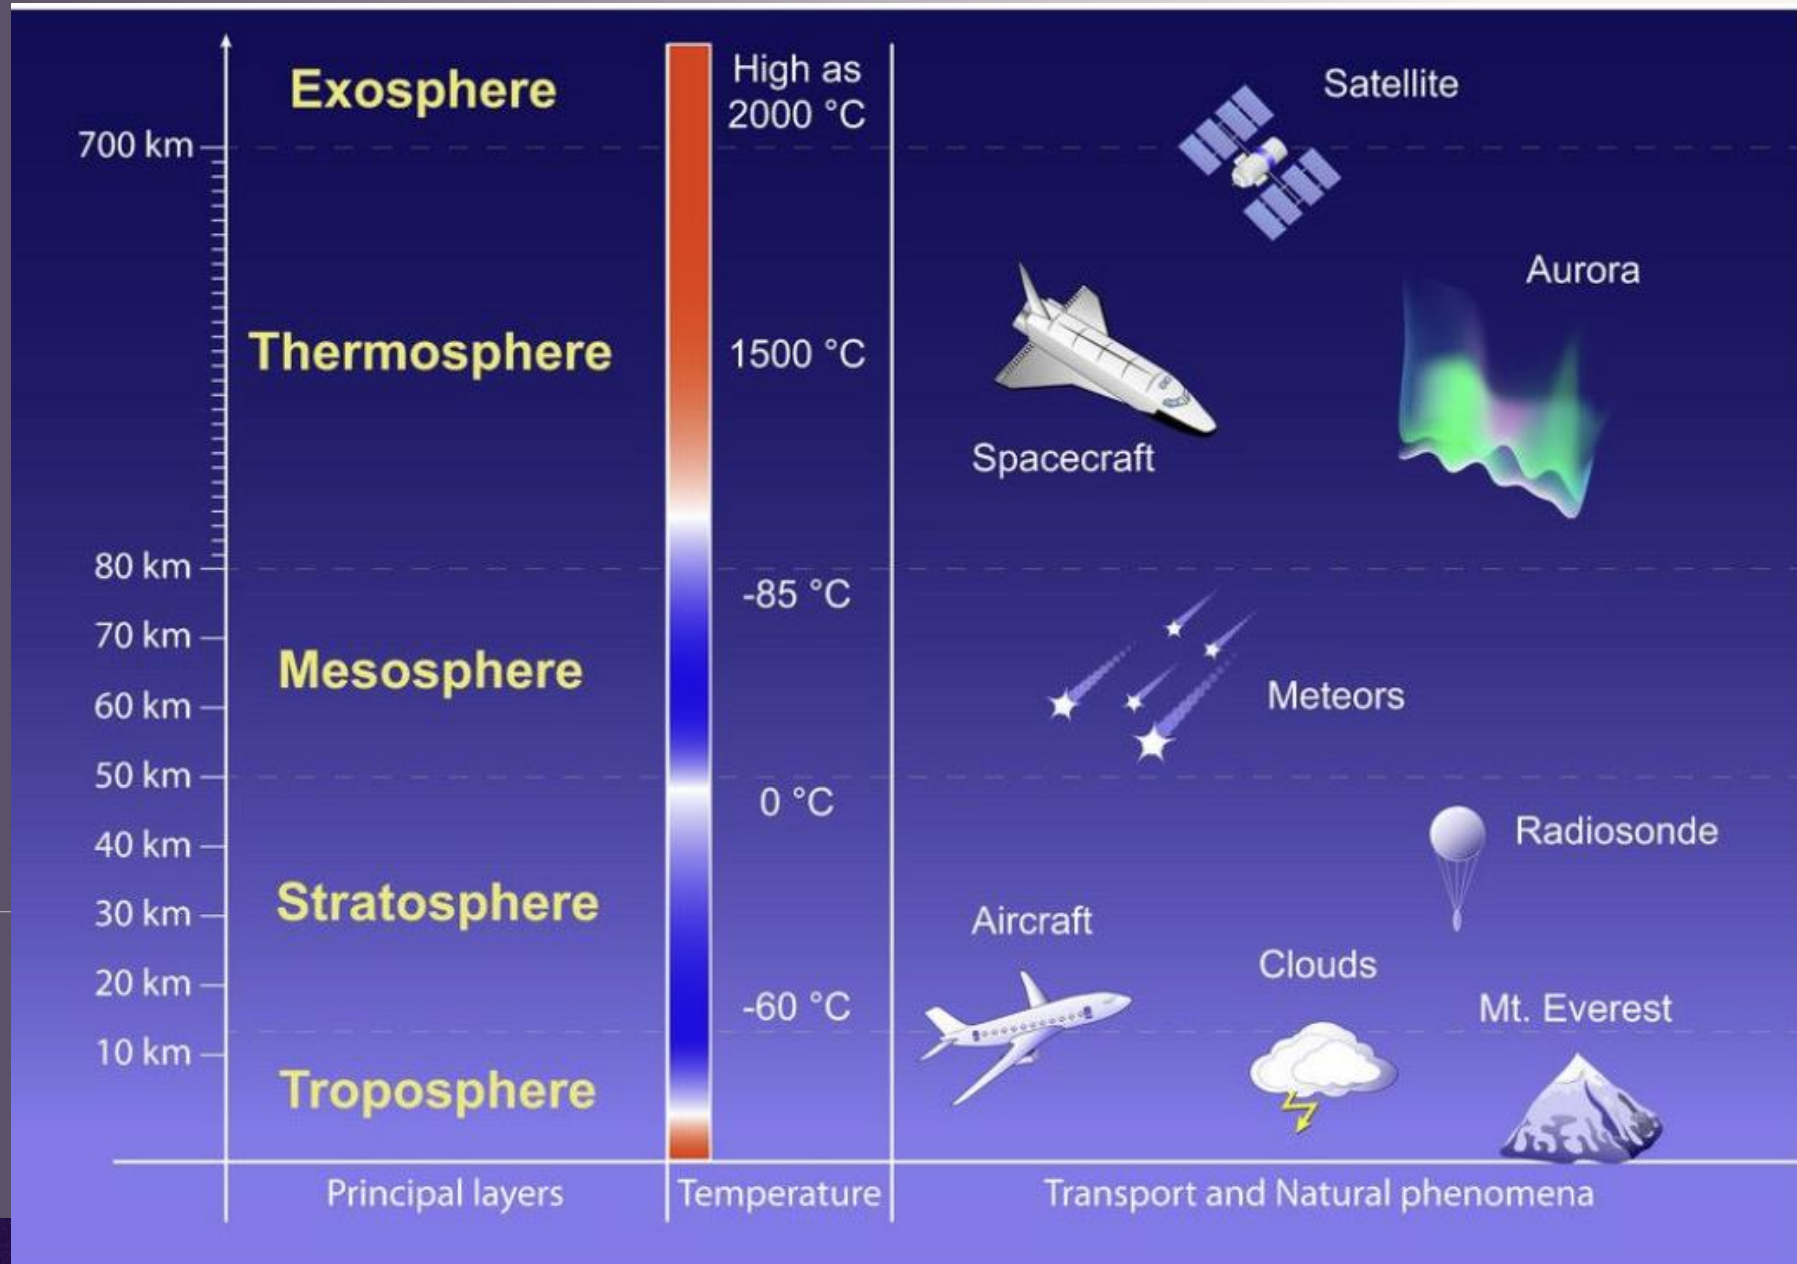 Exosphere
High as
2000 °C
Satellite
700 km
Aurora
Thermosphere
1500 °C
Spacecraft
80 km
-85 °C
70 km
Mesosphere
Meteors
60 km
50 km
0 °C
Radiosonde
40 km
Stratosphere
30 km
Aircraft
Clouds
20 km
-60 °C
Mt. Everest
10 km
Troposphere
Principal layers
Temperature
Transport and Natural phenomena